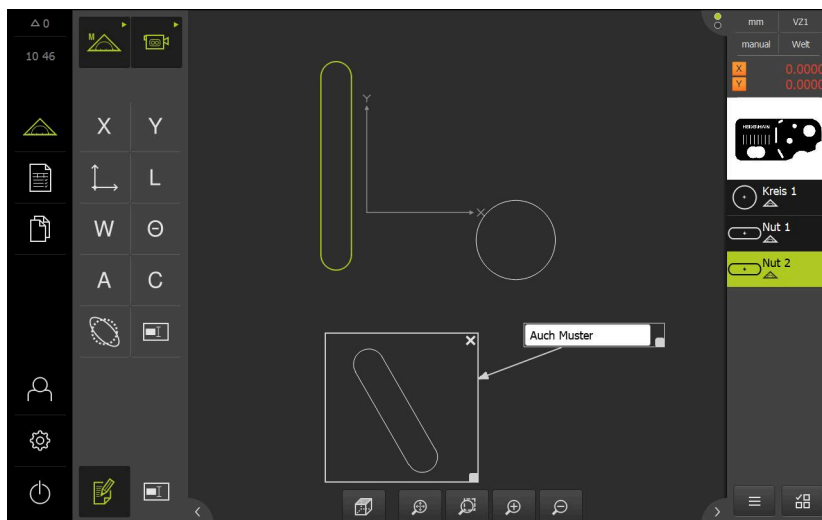 △ 0
10 46
M
X Y
L
W Θ
A C
Y
X
Auch Muster
mm VZ1
manual Welt
X 0.0000
Y 0.0000
HEIDENHAIN
Kreis 1
Nut 1
Nut 2